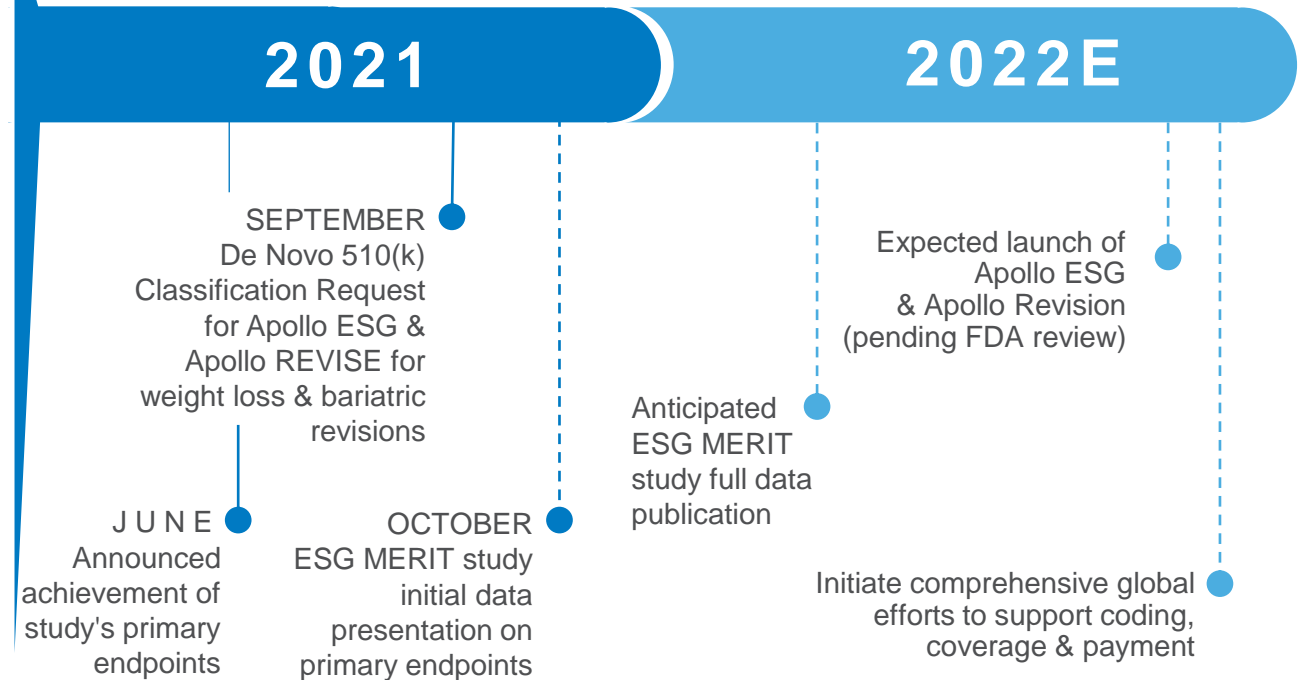 2021
2022E
SEPTEMBER
De Novo 510(k)
Classification Request
for Apollo ESG &
Apollo REVISE for
weight loss & bariatric
revisions
JUNE
Announced
achievement of
study's primary
endpoints
OCTOBER
ESG MERIT study
initial data
presentation on
primary endpoints
Anticipated
ESG MERIT
study full data
publication
Expected launch of
Apollo ESG
& Apollo Revision
(pending FDA review)
Initiate comprehensive global
efforts to support coding,
coverage & payment